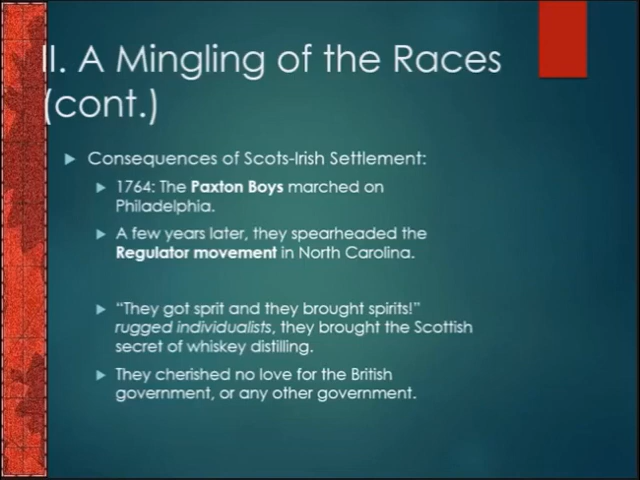 II. A Mingling of the Races
(cont.)
Consequences of Scots-Irish Settlement:
1764: The Paxton Boys marched on
Philadelphia.
A few years later, they spearheaded the
Regulator movement in North Carolina.
“They got sprit and they brought spirits!”
rugged individualists, they brought the Scottish
secret of whiskey distilling.
They cherished no love for the British
government, or any other government.